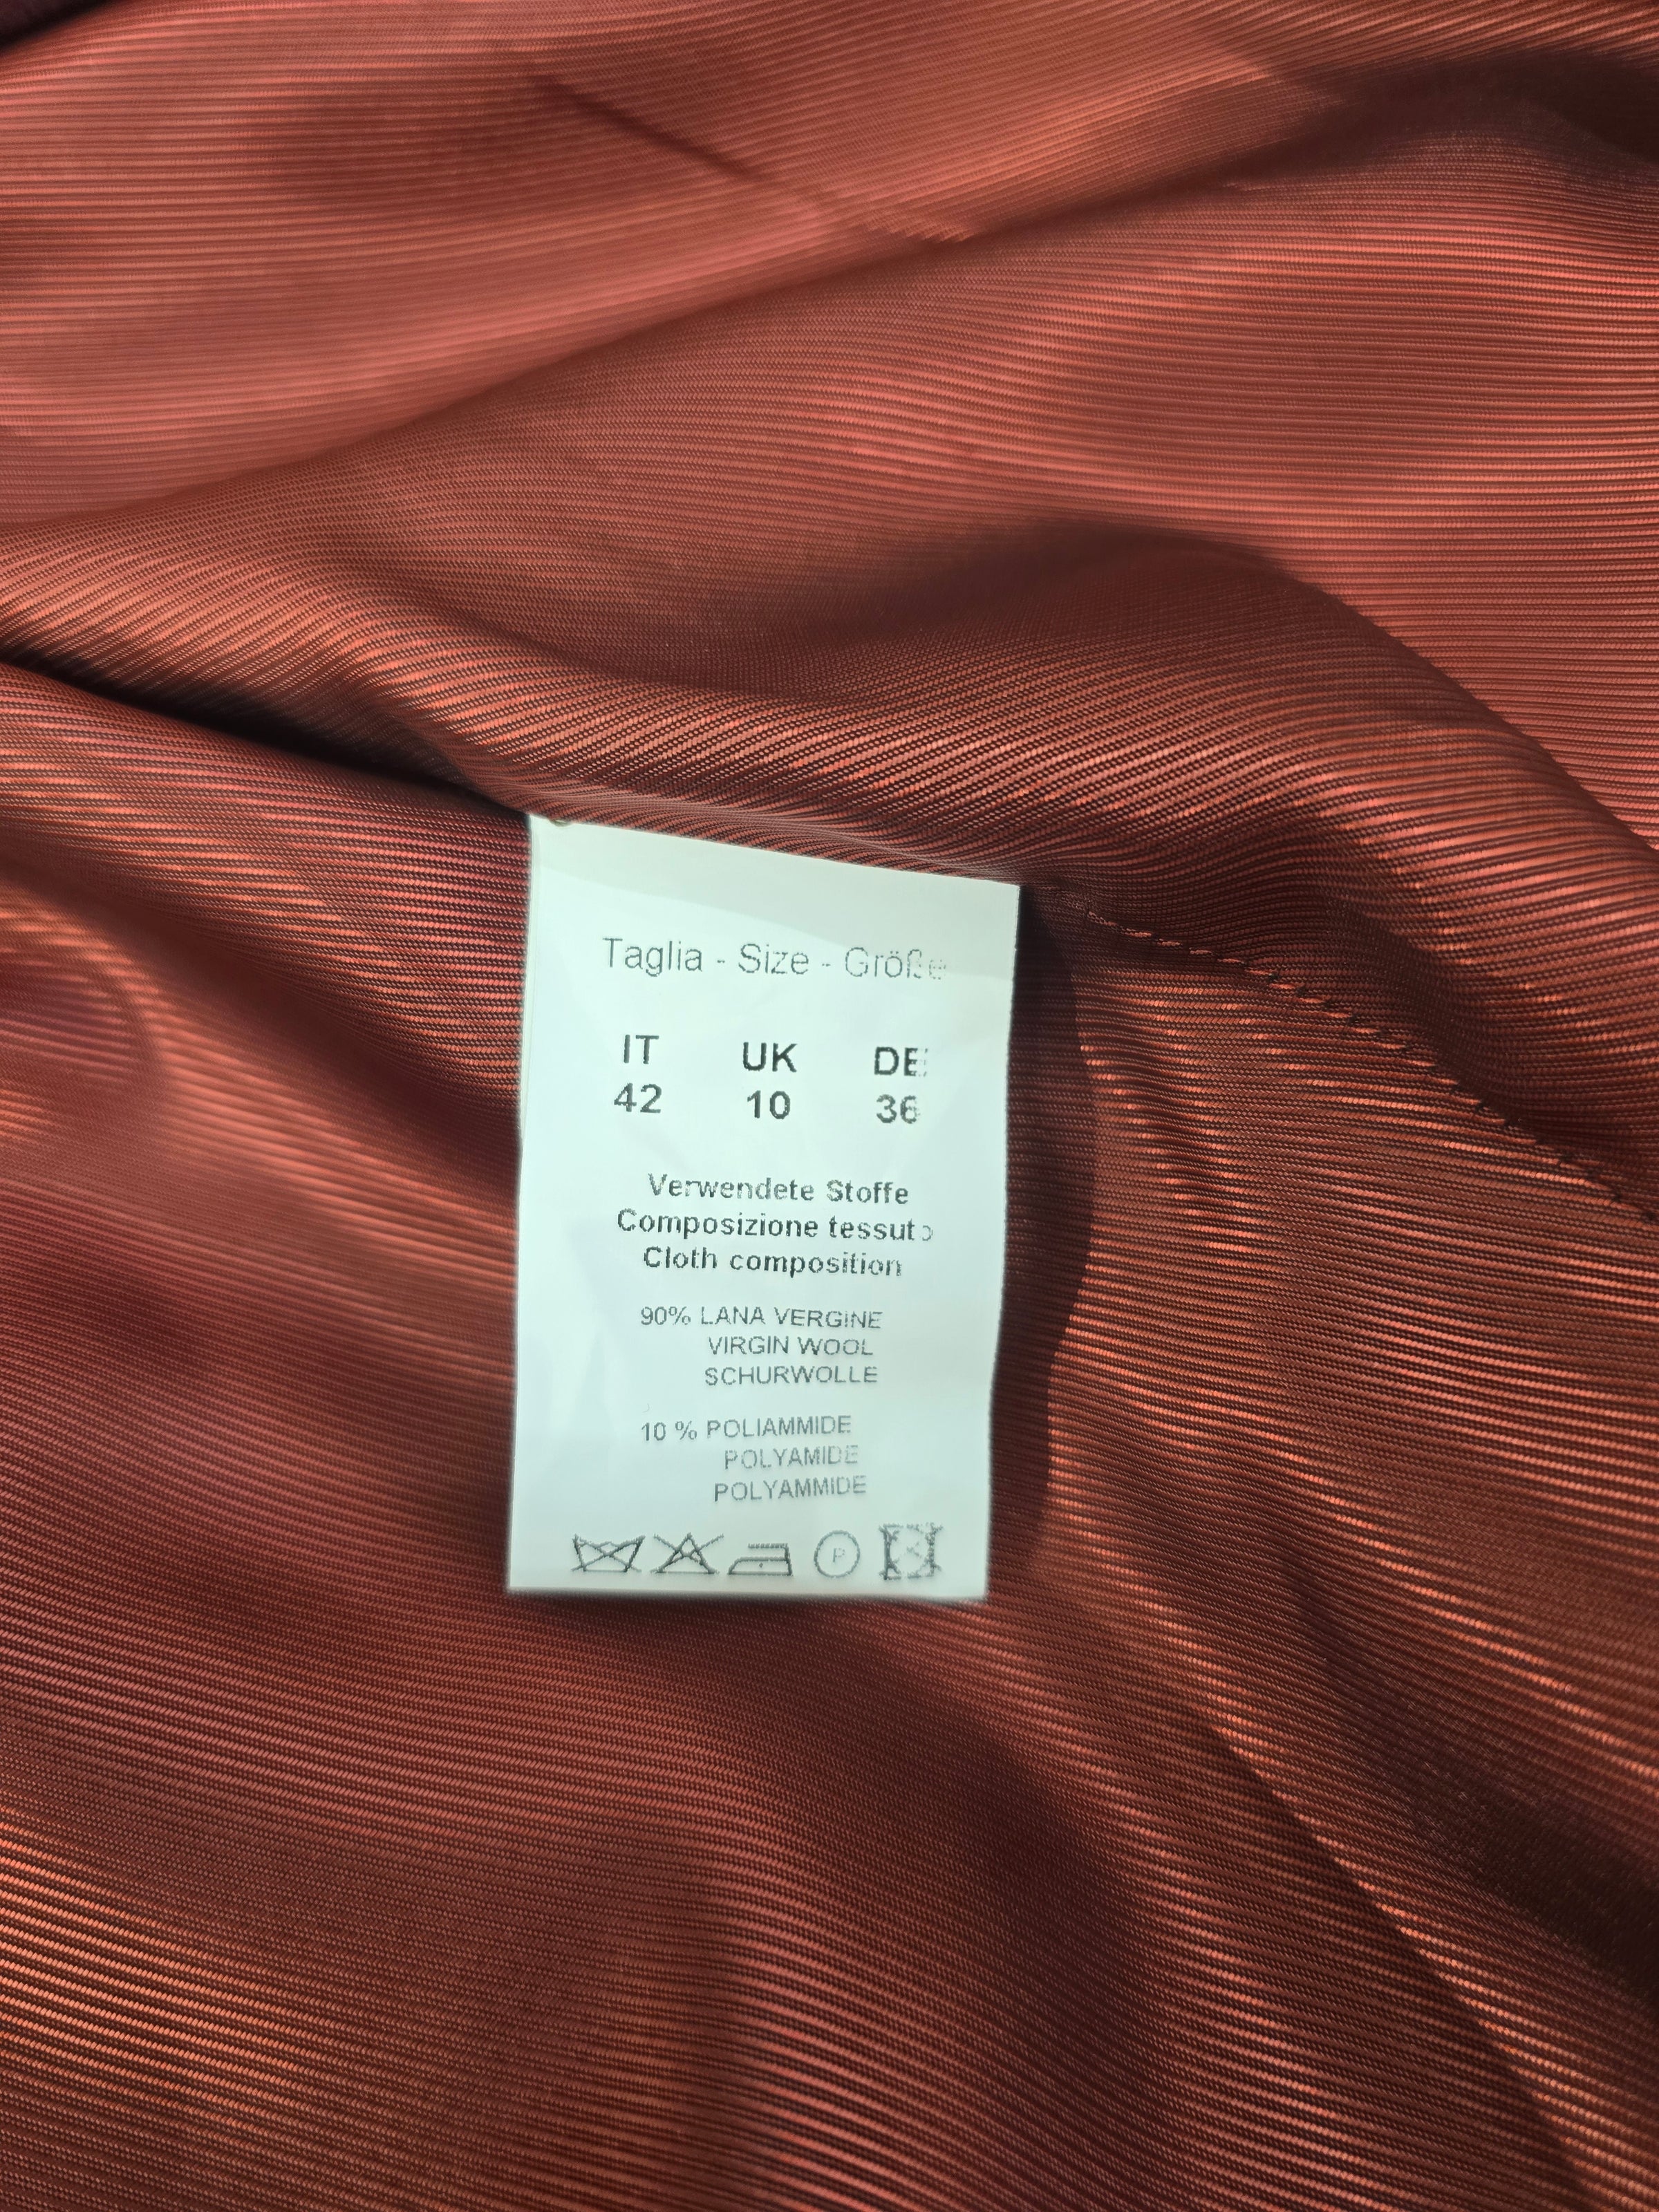 Taglia - Size - Größe
IT UK DE
42 10 36
Verwendete Stoffe
Composizione tessuto
Cloth composition
90% LANA VERGINE
VIRGIN WOOL
SCHURWOLLE
10 % POLIAMMIDE
POLYAMIDE
POLYAMMIDE
P